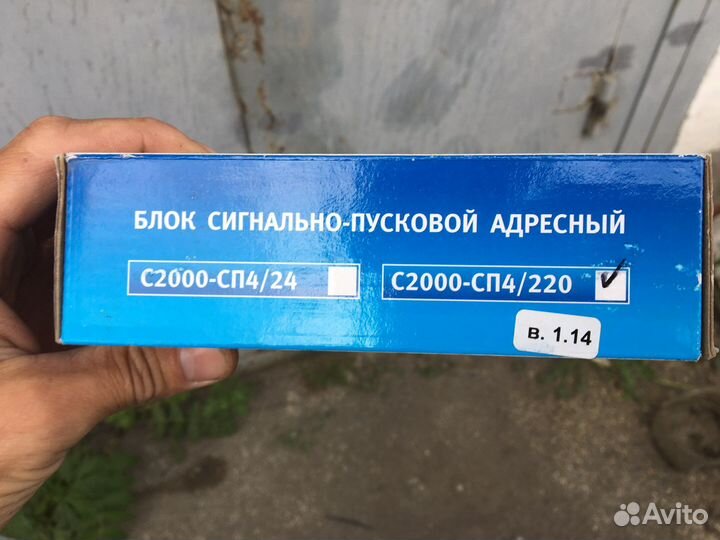 БЛОК СИГНАЛЬНО-ПУСКОВОЙ АДРЕСНЫЙ
С2000-СП4/24 С2000-СП4/220
в. 1.14
Avito